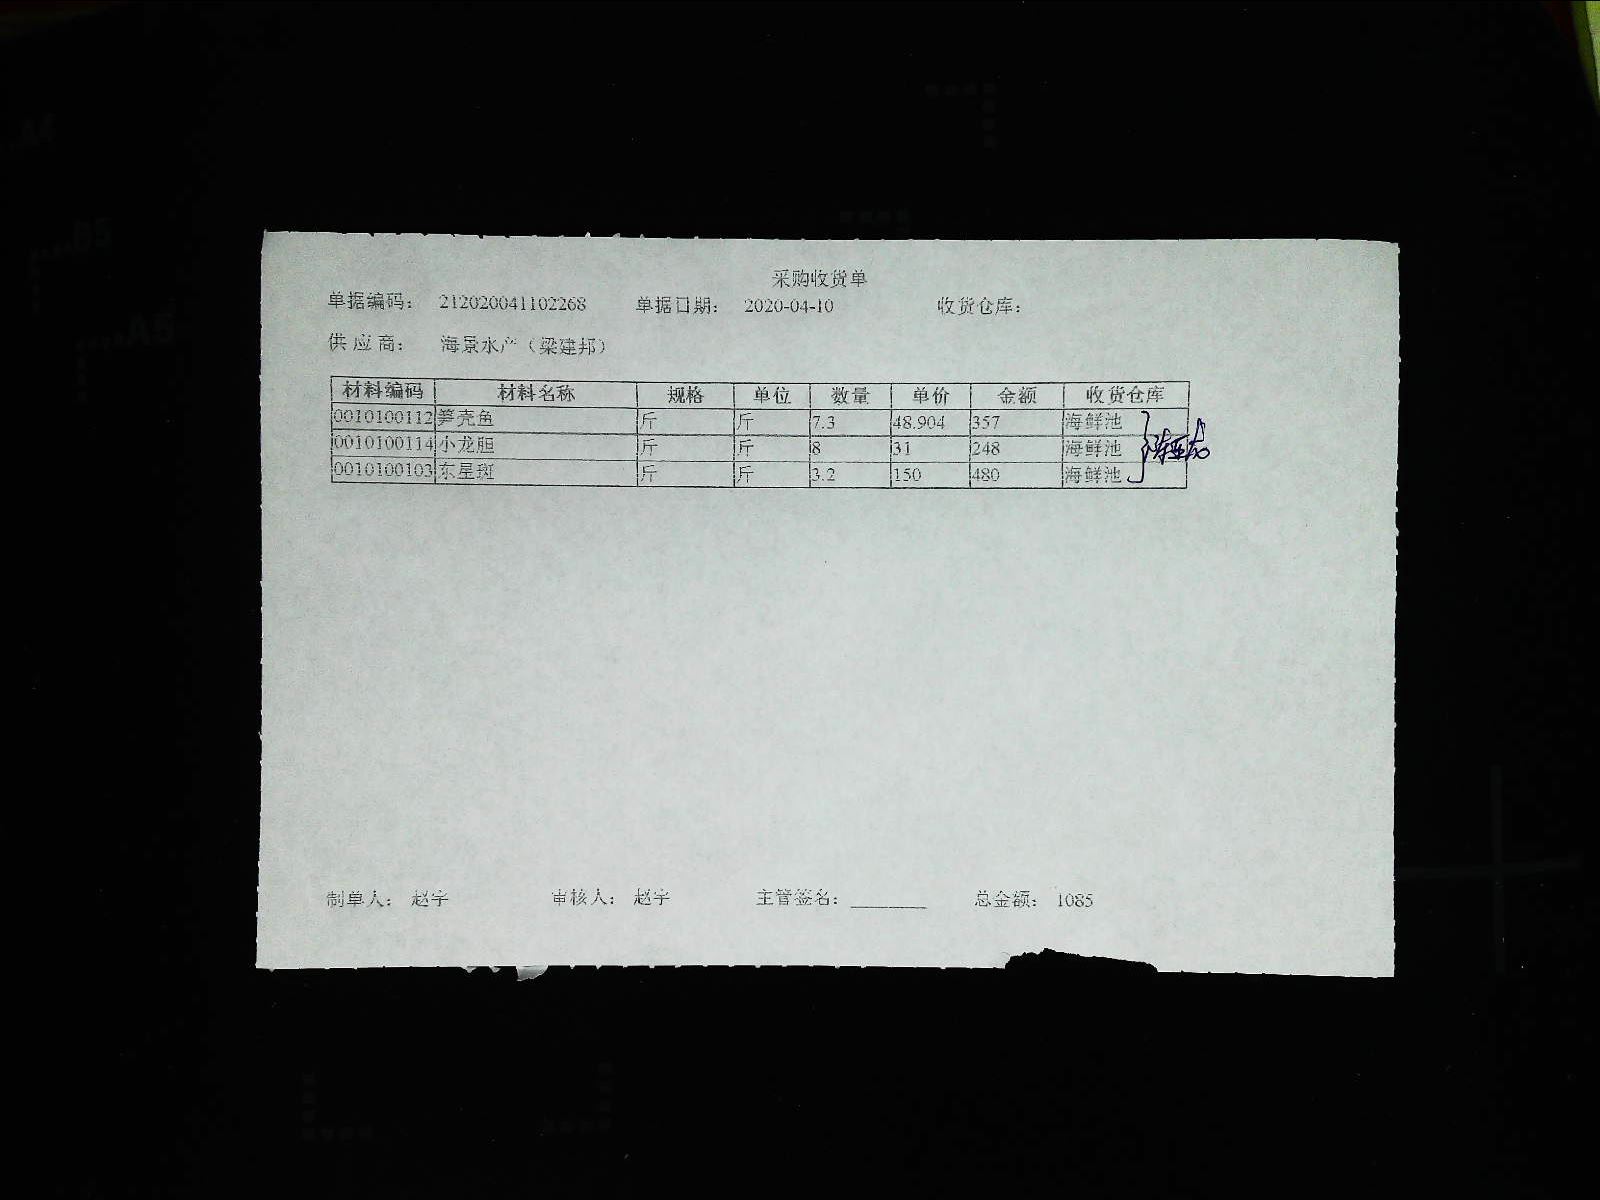 采购收货单
单据编码: 212020041102268 单据日期: 2020-04-10 收货仓库:
供应商: 海景水产（梁建邦）
材料编码 材料名称 规格 单位 数量 单价 金额 收货仓库
0010100112 笋壳鱼 斤 斤 7.3 48.904 357 海鲜池
0010100114 小龙胆 斤 斤 8 31 248 海鲜池
0010100103 东星斑 斤 斤 3.2 150 480 海鲜池
制单人: 赵宇 审核人: 赵宇 主管签名: ________ 总金额: 1085